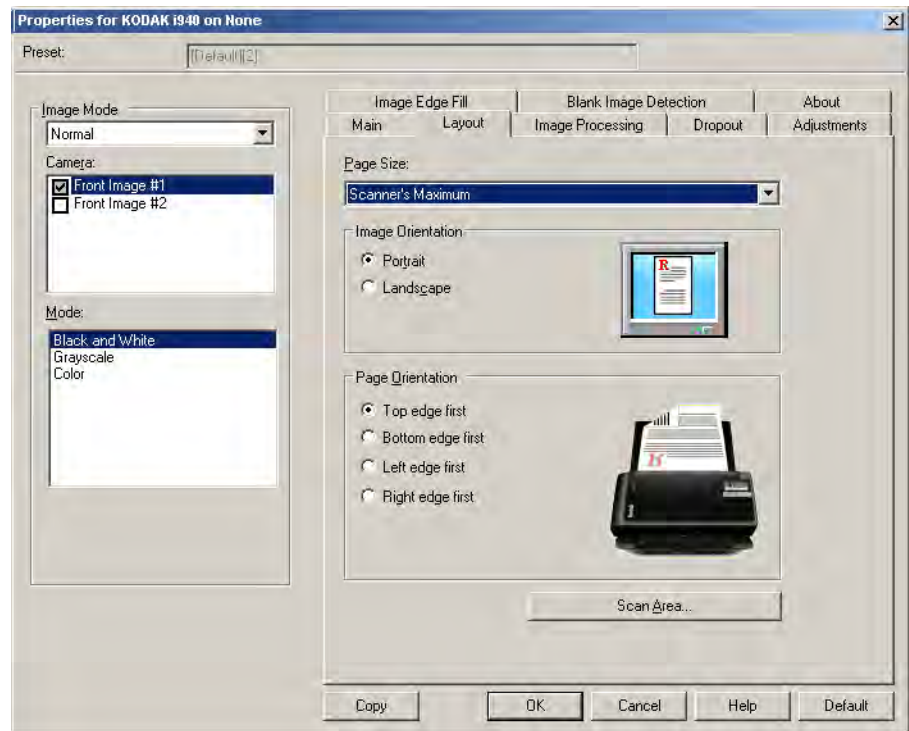 Properties for KODAK i940 on None
Preset:
[Default][2]
Image Mode
Normal
Camera:
Front Image #1
Front Image #2
Mode:
Black and White
Grayscale
Color
Image Edge Fill
Blank Image Detection
About
Main
Layout
Image Processing
Dropout
Adjustments
Page Size:
Scanner's Maximum
Image Orientation
Portrait
Landscape
R
Page Orientation
Top edge first
Bottom edge first
Left edge first
Right edge first
R
Scan Area...
Copy
OK
Cancel
Help
Default